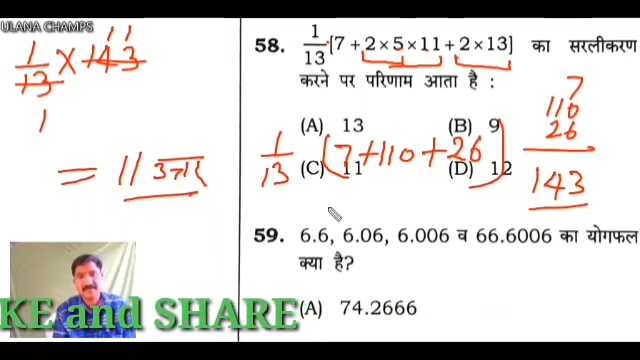 ULANA CHAMPS
1/13 × 143 11
1
= 11 उत्तर
58. 1/13 [7 + 2 × 5 × 11 + 2 × 13] का सरलीकरण
करने पर परिणाम आता है :
(A) 13 (B) 9
(C) 11 (D) 12
1/13 (7+110+26)
7
110
26
143
59. 6.6, 6.06, 6.006 व 66.6006 का योगफल
क्या है?
(A) 74.2666
KE and SHARE